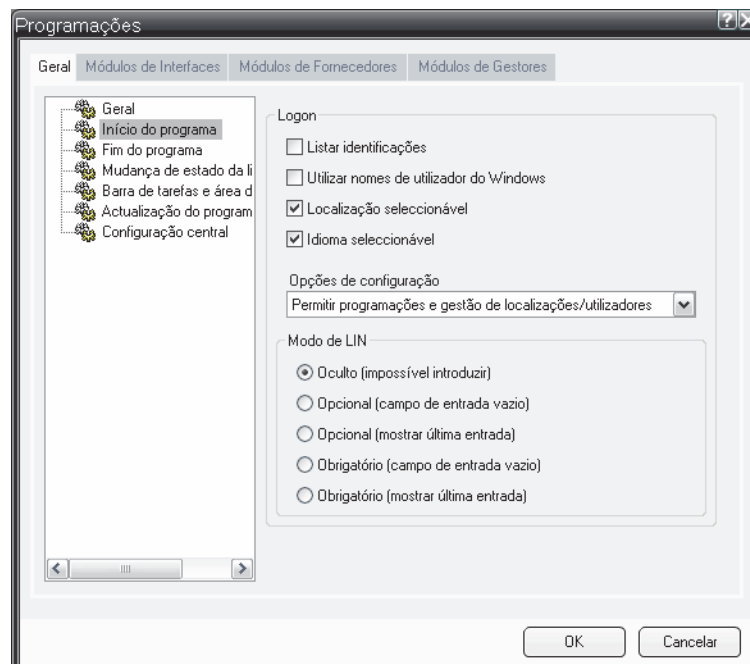 Programações
Geral
Módulos de Interfaces
Módulos de Fornecedores
Módulos de Gestores
Geral
Início do programa
Fim do programa
Mudança de estado da li
Barra de tarefas e área d
Actualização do program
Configuração central
Logon
Listar identificações
Utilizar nomes de utilizador do Windows
Localização seleccionável
Idioma seleccionável
Opções de configuração
Permitir programações e gestão de localizações/utilizadores
Modo de LIN
Oculto (impossível introduzir)
Opcional (campo de entrada vazio)
Opcional (mostrar última entrada)
Obrigatório (campo de entrada vazio)
Obrigatório (mostrar última entrada)
OK
Cancelar